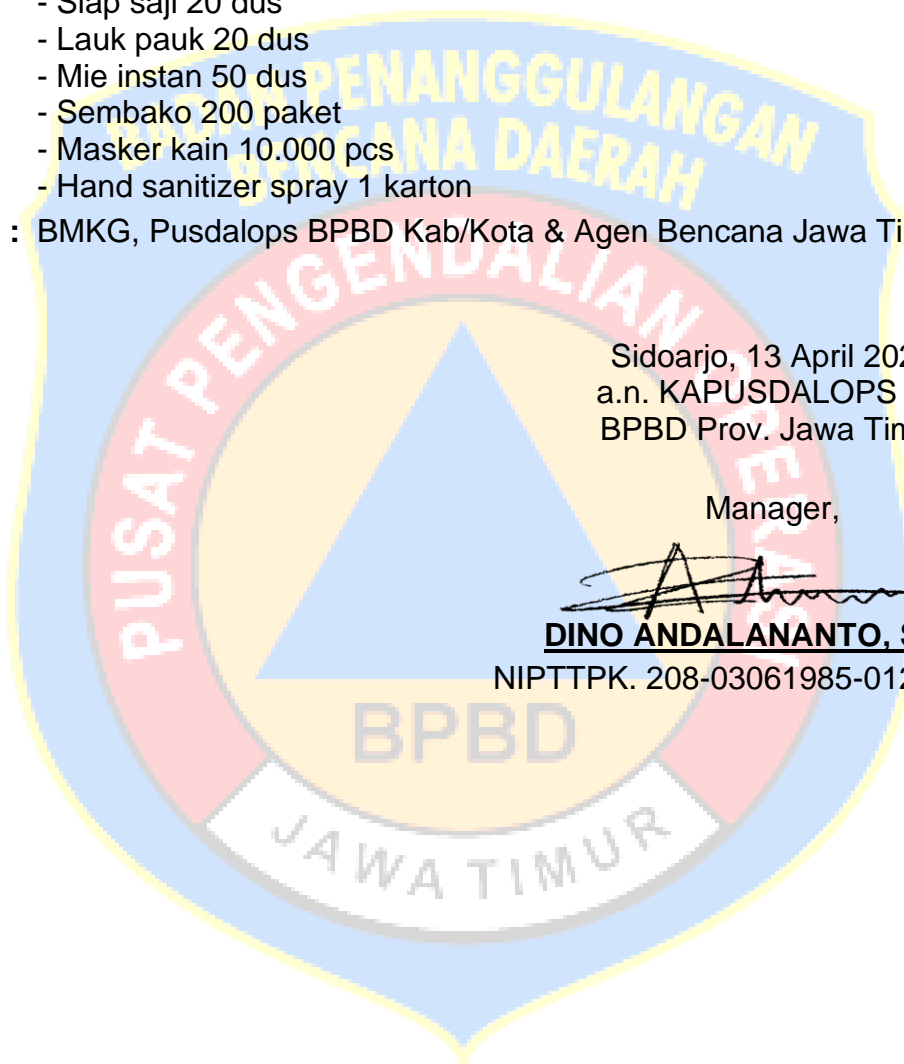 - Siap saji 20 dus
- Lauk pauk 20 dus
- Mie instan 50 dus
- Sembako 200 paket
- Masker kain 10.000 pcs
- Hand sanitizer spray 1 karton
: BMKG, Pusdalops BPBD Kab/Kota & Agen Bencana Jawa Ti
Sidoarjo, 13 April 202
a.n. KAPUSDALOPS
BPBD Prov. Jawa Tim
Manager,
DINO ANDALANANTO, S
NIPTTPK. 208-03061985-012
BADAN PENANGGULANGAN
BENCANA DAERAH
PUSAT PENGENDALIAN OPERASI
BPBD
JAWA TIMUR